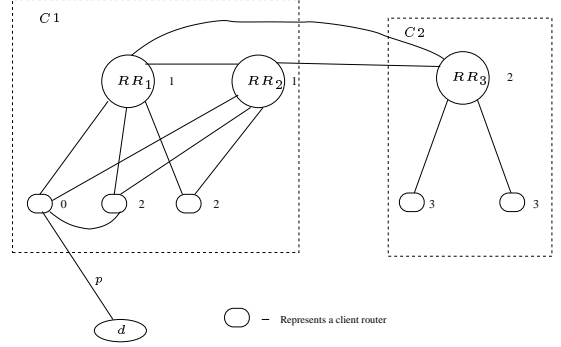 C1
C2
RR1 1
RR2 1
RR3 2
0
2
2
3
3
p
d
– Represents a client router